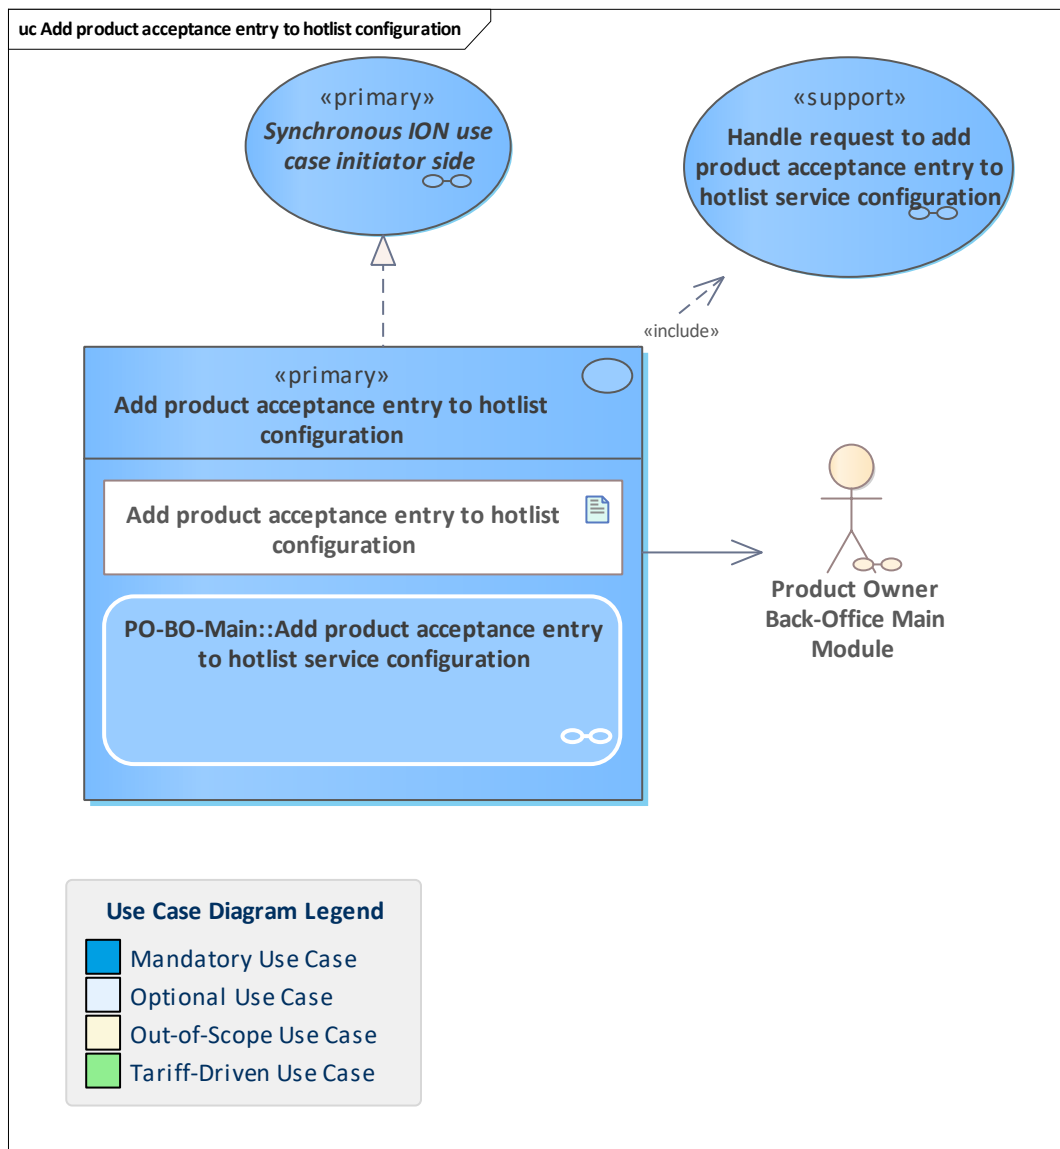 uc Add product acceptance entry to hotlist configuration
«primary»
Synchronous ION use
case initiator side
«support»
Handle request to add
product acceptance entry to
hotlist service configuration
«include»
«primary»
Add product acceptance entry to hotlist
configuration
Add product acceptance entry to hotlist
configuration
PO-BO-Main::Add product acceptance entry
to hotlist service configuration
Product Owner
Back-Office Main
Module
Use Case Diagram Legend
Mandatory Use Case
Optional Use Case
Out-of-Scope Use Case
Tariff-Driven Use Case